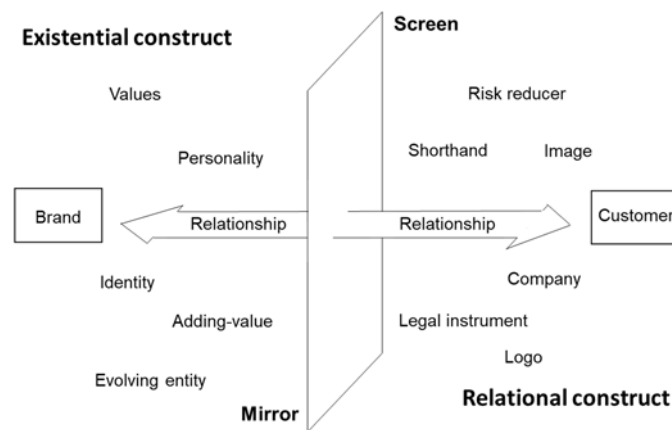 Existential construct
Screen
Values
Risk reducer
Personality
Shorthand
Image
Brand
Relationship
Relationship
Customer
Identity
Company
Adding-value
Legal instrument
Logo
Evolving entity
Relational construct
Mirror